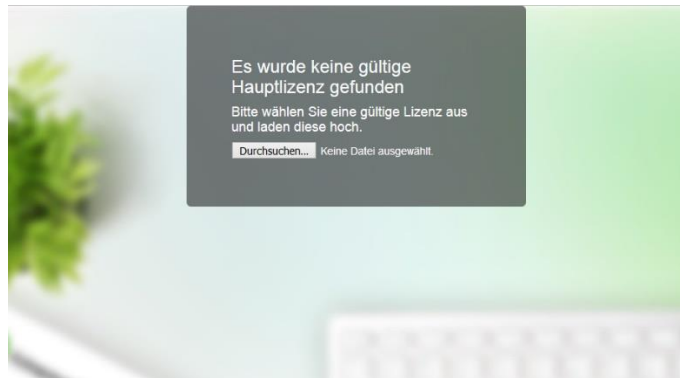 Es wurde keine gültige
Hauptlizenz gefunden
Bitte wählen Sie eine gültige Lizenz aus
und laden diese hoch.
Durchsuchen... Keine Datei ausgewählt.